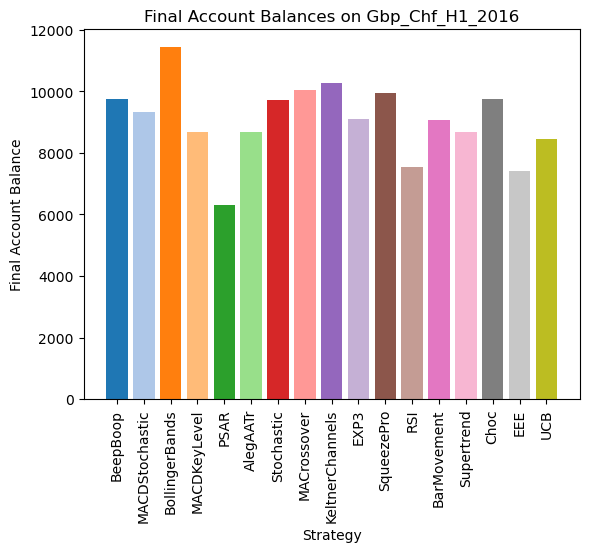 Final Account Balances on Gbp_Chf_H1_2016
Final Account Balance
12000
10000
8000
6000
4000
2000
0
BeepBoop
MACDStochastic
BollingerBands
MACDKeyLevel
PSAR
AlegAATr
Stochastic
MACrossover
KeltnerChannels
EXP3
SqueezePro
RSI
BarMovement
Supertrend
Choc
EEE
UCB
Strategy